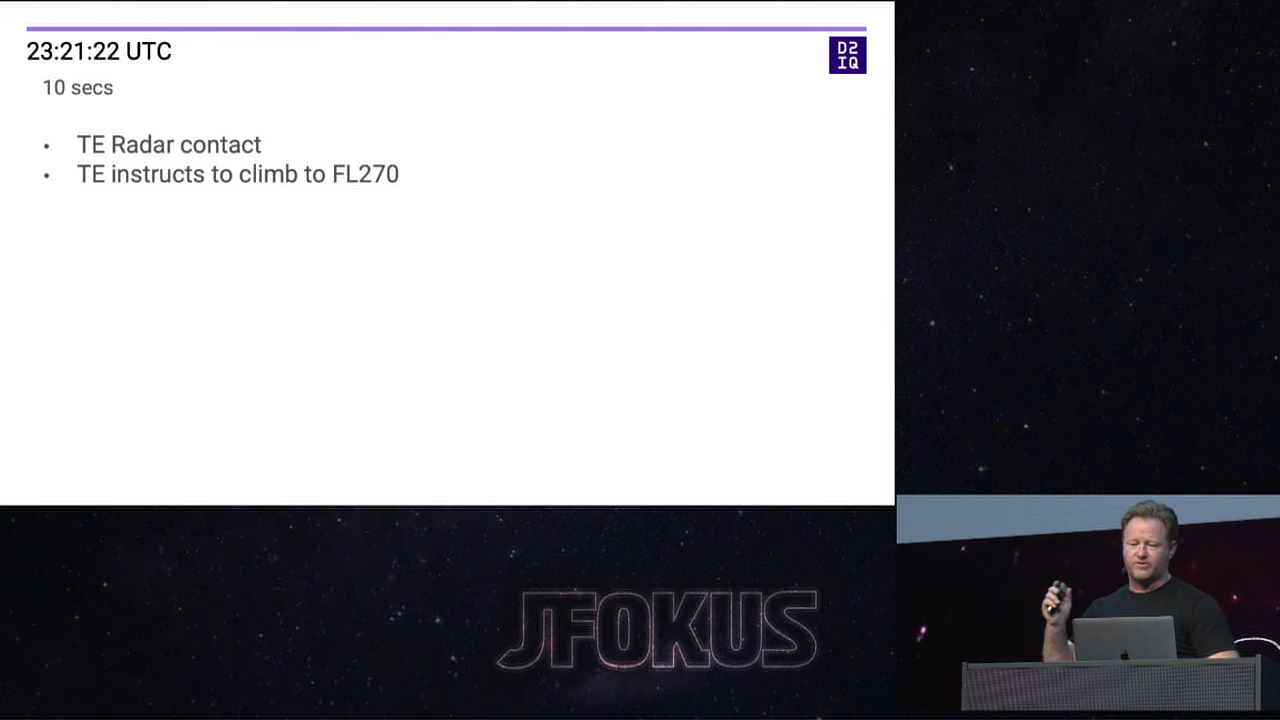 23:21:22 UTC
D2
IQ
10 secs
• TE Radar contact
• TE instructs to climb to FL270
JFOKUS